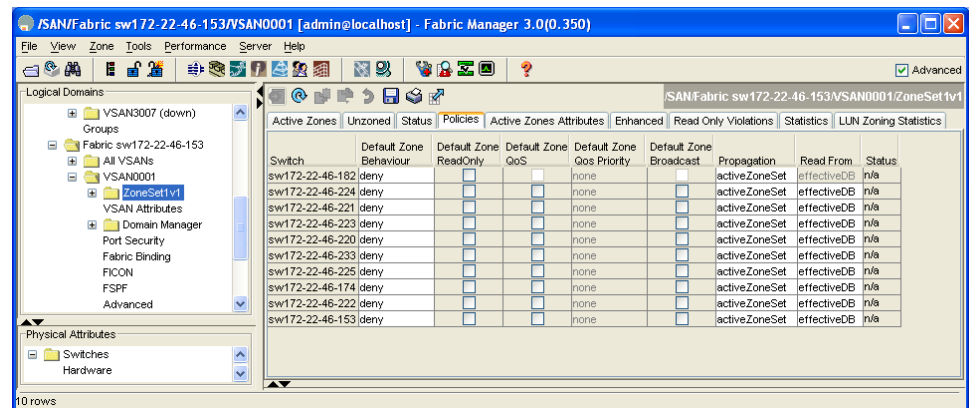 /SAN/Fabric sw172-22-46-153/VSAN0001 [admin@localhost] - Fabric Manager 3.0(0.350)
File View Zone Tools Performance Server Help
Advanced
Logical Domains
VSAN3007 (down)
Groups
Fabric sw172-22-46-153
All VSANs
VSAN0001
ZoneSet1v1
VSAN Attributes
Domain Manager
Port Security
Fabric Binding
FICON
FSPF
Advanced
Physical Attributes
Switches
Hardware
/SAN/Fabric sw172-22-46-153/VSAN0001/ZoneSet1v1
Active Zones Unzoned Status Policies Active Zones Attributes Enhanced Read Only Violations Statistics LUN Zoning Statistics
Default Zone Default Zone Default Zone Default Zone Default Zone
Switch Behaviour ReadOnly QoS Qos Priority Broadcast Propagation Read From Status
sw172-22-46-182 deny none activeZoneSet effectiveDB n/a
sw172-22-46-224 deny none activeZoneSet effectiveDB n/a
sw172-22-46-221 deny none activeZoneSet effectiveDB n/a
sw172-22-46-223 deny none activeZoneSet effectiveDB n/a
sw172-22-46-220 deny none activeZoneSet effectiveDB n/a
sw172-22-46-233 deny none activeZoneSet effectiveDB n/a
sw172-22-46-225 deny none activeZoneSet effectiveDB n/a
sw172-22-46-174 deny none activeZoneSet effectiveDB n/a
sw172-22-46-222 deny none activeZoneSet effectiveDB n/a
sw172-22-46-153 deny none activeZoneSet effectiveDB n/a
10 rows